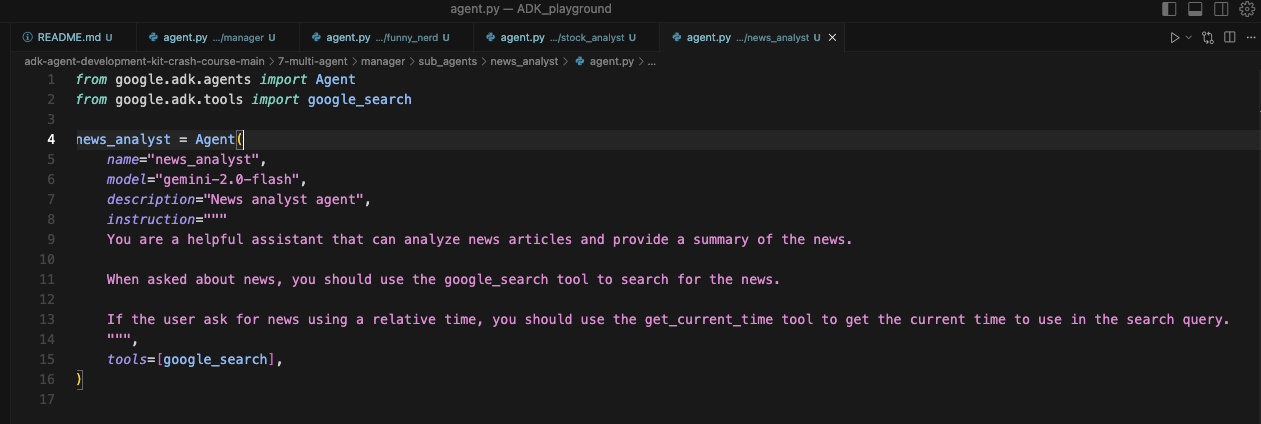 agent.py — ADK_playground
README.md U agent.py .../manager U agent.py .../funny_nerd U agent.py .../stock_analyst U agent.py .../news_analyst U
adk-agent-development-kit-crash-course-main > 7-multi-agent > manager > sub_agents > news_analyst > agent.py > ...
1 from google.adk.agents import Agent
2 from google.adk.tools import google_search
3
4 news_analyst = Agent(
5     name="news_analyst",
6     model="gemini-2.0-flash",
7     description="News analyst agent",
8     instruction="""
9     You are a helpful assistant that can analyze news articles and provide a summary of the news.
10
11     When asked about news, you should use the google_search tool to search for the news.
12
13     If the user ask for news using a relative time, you should use the get_current_time tool to get the current time to use in the search query.
14     """,
15     tools=[google_search],
16 )
17